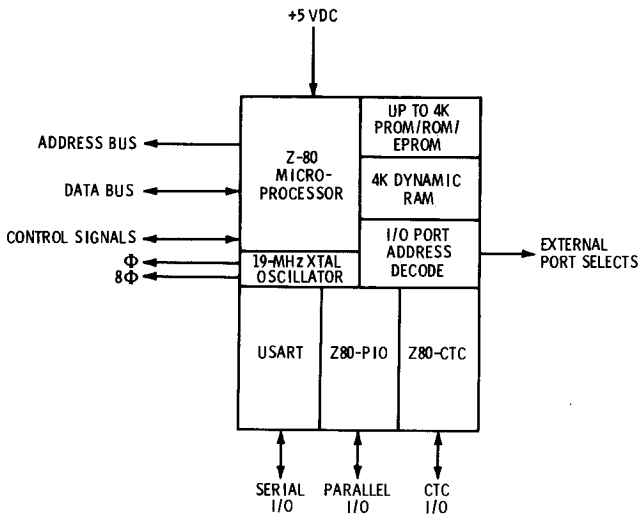 +5 VDC
UP TO 4K
PROM/ROM/
EPROM
ADDRESS BUS
Z-80
MICRO-
PROCESSOR
4K DYNAMIC
RAM
DATA BUS
CONTROL SIGNALS
I/O PORT
ADDRESS
DECODE
EXTERNAL
PORT SELECTS
Φ
8Φ
19-MHz XTAL
OSCILLATOR
USART
Z80-PIO
Z80-CTC
SERIAL
I/O
PARALLEL
I/O
CTC
I/O